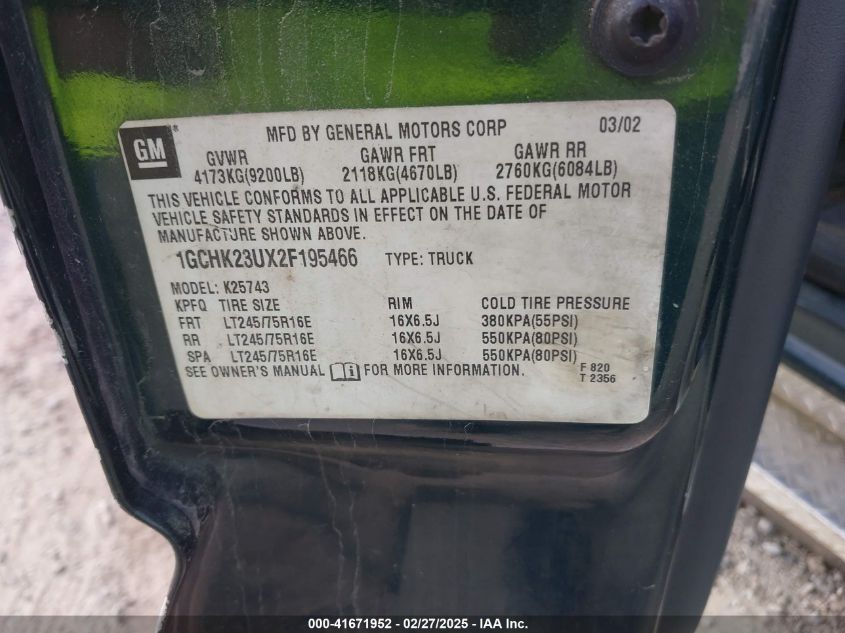 GM®
MFD BY GENERAL MOTORS CORP 03/02
GVWR GAWR FRT GAWR RR
4173KG(9200LB) 2118KG(4670LB) 2760KG(6084LB)
THIS VEHICLE CONFORMS TO ALL APPLICABLE U.S. FEDERAL MOTOR
VEHICLE SAFETY STANDARDS IN EFFECT ON THE DATE OF
MANUFACTURE SHOWN ABOVE.
1GCHK23UX2F195466 TYPE: TRUCK
MODEL: K25743
KPFQ TIRE SIZE RIM COLD TIRE PRESSURE
FRT LT245/75R16E 16X6.5J 380KPA(55PSI)
RR LT245/75R16E 16X6.5J 550KPA(80PSI)
SPA LT245/75R16E 16X6.5J 550KPA(80PSI)
SEE OWNER'S MANUAL FOR MORE INFORMATION.
F 820
T 2356
000-41671952 / 02/27/2025 - IAA Inc.